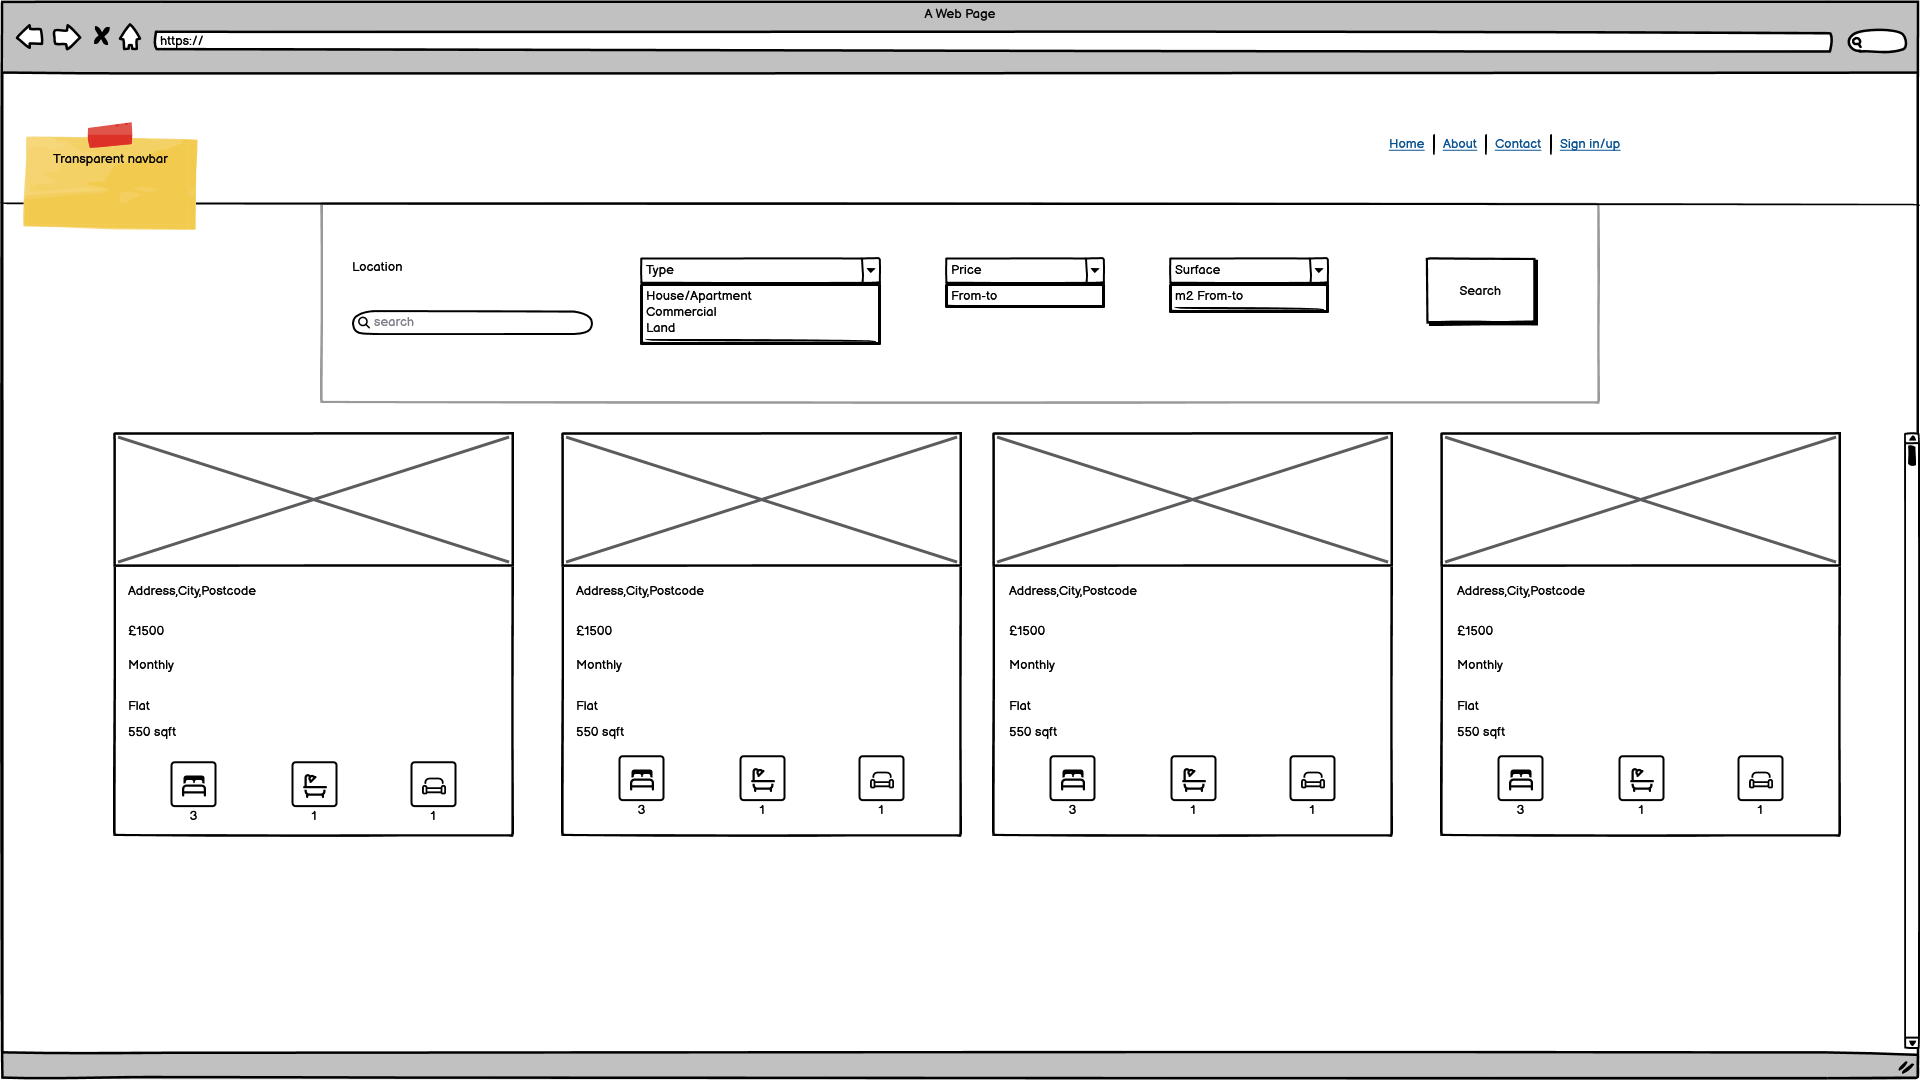 A Web Page
https://
Transparent navbar
Home About Contact Sign in/up
Location
search
Type
House/Apartment
Commercial
Land
Price
From-to
Surface
m2 From-to
Search
Address,City,Postcode
£1500
Monthly
Flat
550 sqft
3 1 1
Address,City,Postcode
£1500
Monthly
Flat
550 sqft
3 1 1
Address,City,Postcode
£1500
Monthly
Flat
550 sqft
3 1 1
Address,City,Postcode
£1500
Monthly
Flat
550 sqft
3 1 1